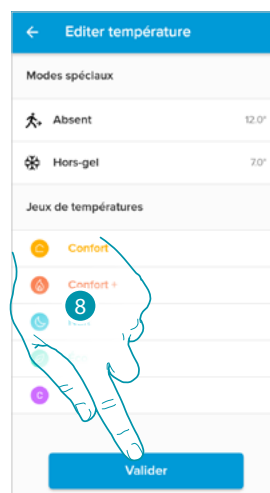 Editer température
Modes spéciaux
Absent 12.0°
Hors-gel 7.0°
Jeux de températures
Confort
Confort +
8
C
Valider